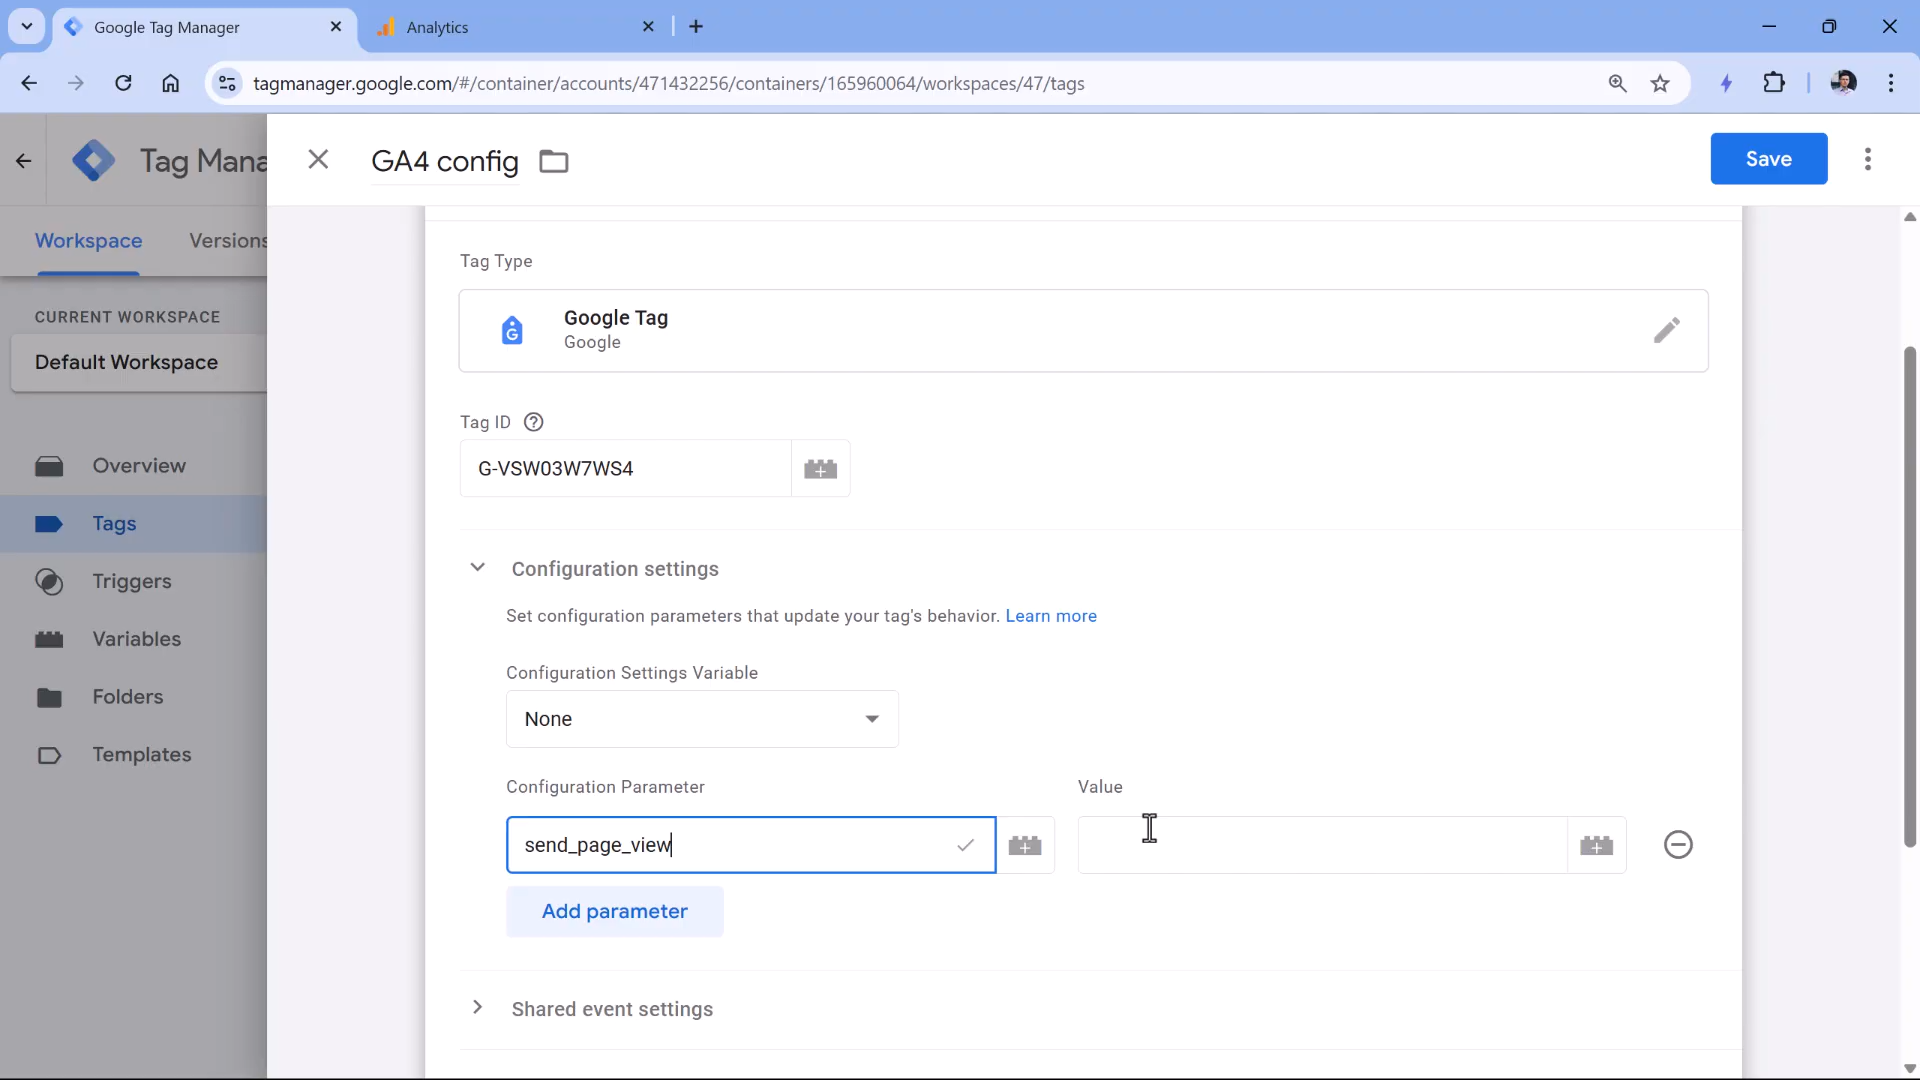 Google Tag Manager
Analytics
tagmanager.google.com/#/container/accounts/471432256/containers/165960064/workspaces/47/tags
Tag Mana
GA4 config
Save
Workspace
Versions
CURRENT WORKSPACE
Default Workspace
Overview
Tags
Triggers
Variables
Folders
Templates
Tag Type
Google Tag
Google
Tag ID
G-VSW03W7WS4
Configuration settings
Set configuration parameters that update your tag's behavior. Learn more
Configuration Settings Variable
None
Configuration Parameter
Value
send_page_view
Add parameter
Shared event settings